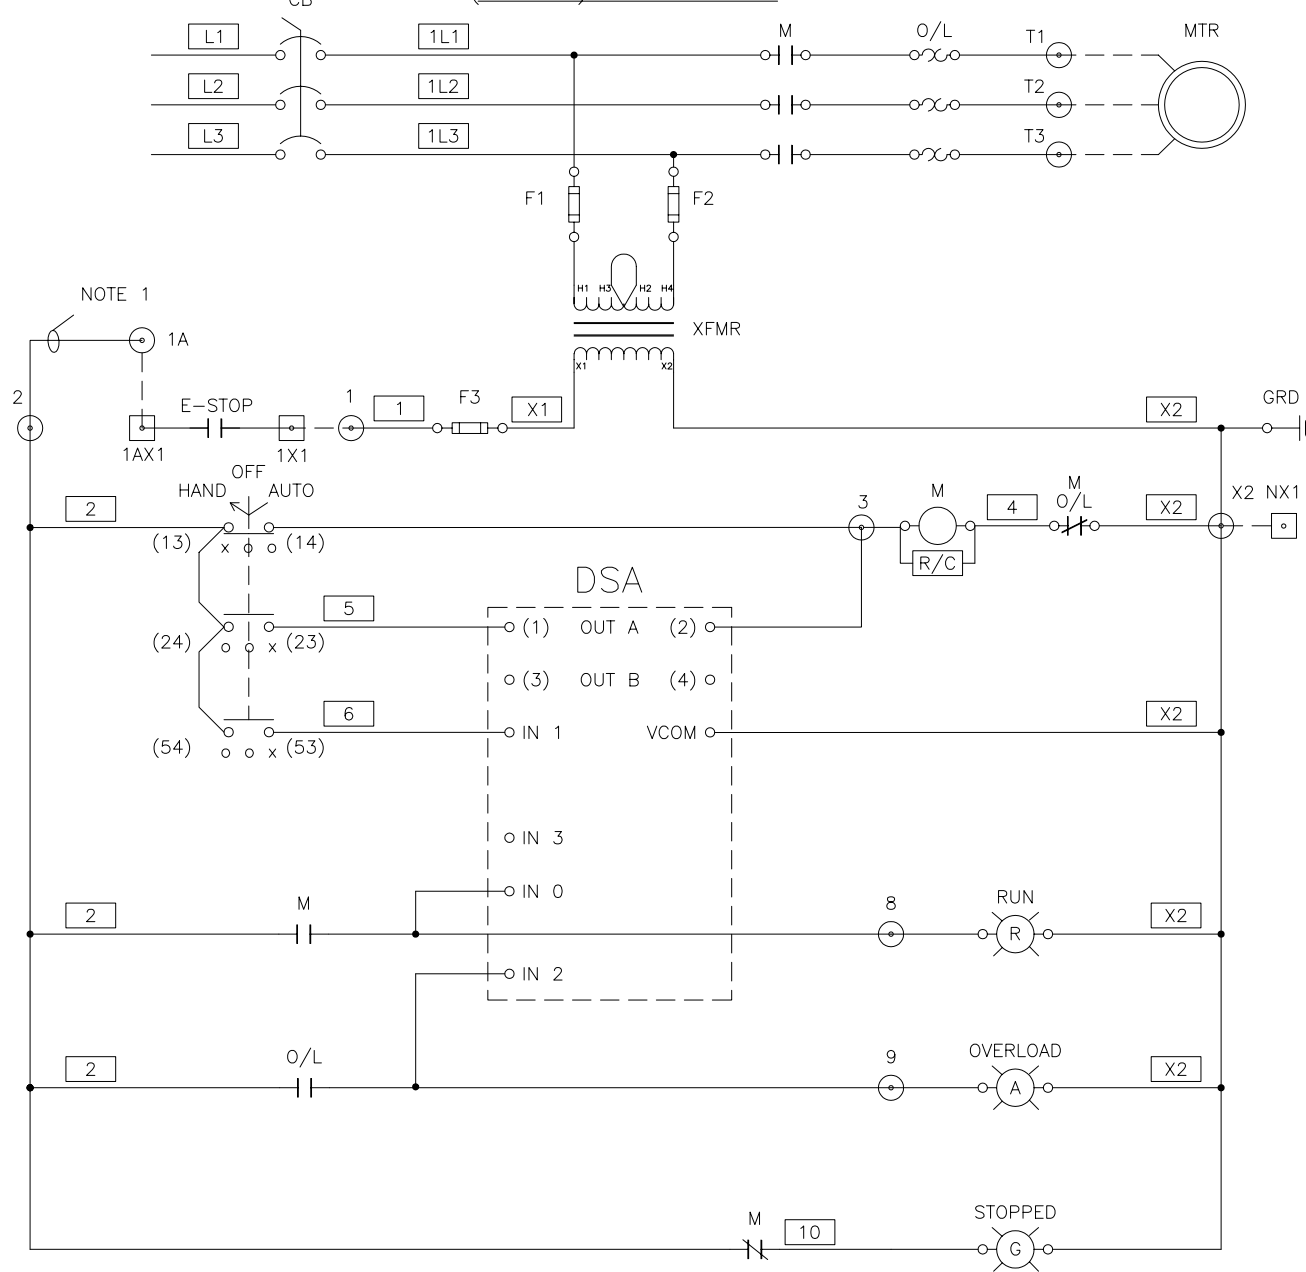 CB
L1
1L1
M
O/L
T1
MTR
L2
1L2
T2
L3
1L3
T3
F1
F2
H1 H3 H2 H4
NOTE 1
1A
XFMR
X1 X2
2
E-STOP
1
1
F3
X1
X2
GRD
1AX1
1X1
OFF
HAND
AUTO
2
3
M
4
M
O/L
X2
X2 NX1
(13)
x o o
(14)
R/C
DSA
5
(1) OUT A (2)
(24)
o o x
(23)
(3) OUT B (4)
6
X2
IN 1
VCOM
(54)
o o x
(53)
IN 3
IN 0
2
M
8
RUN
R
X2
IN 2
2
O/L
9
OVERLOAD
A
X2
M
10
STOPPED
G